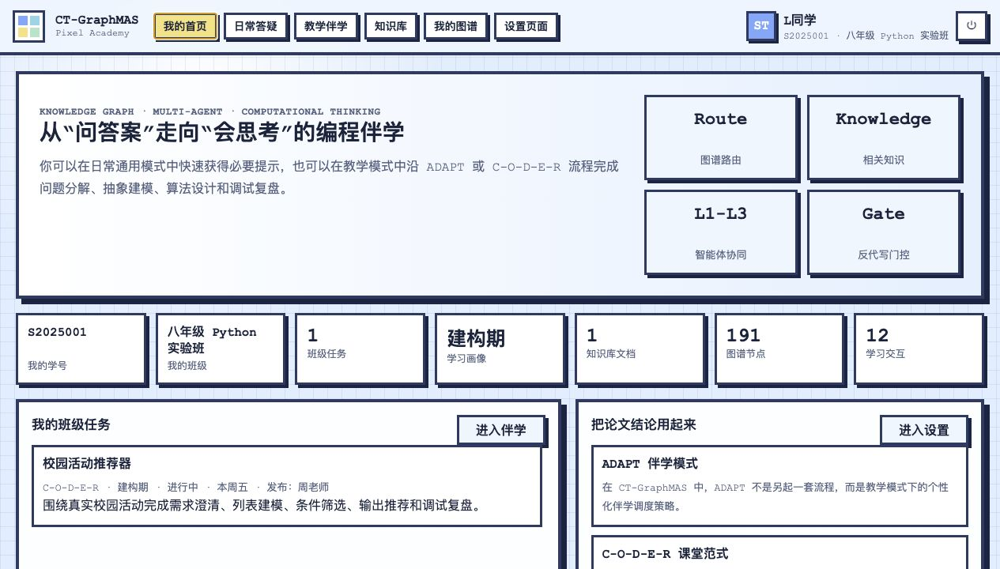 CT-GraphMAS
Pixel Academy
我的首页
日常答疑
教学伴学
知识库
我的图谱
设置页面
ST
L同学
S2025001 · 八年级 Python 实验班
KNOWLEDGE GRAPH · MULTI-AGENT · COMPUTATIONAL THINKING
从“问答案”走向“会思考”的编程伴学
你可以在日常通用模式中快速获得必要提示，也可以在教学模式中沿 ADAPT 或 C-O-D-E-R 流程完成
问题分解、抽象建模、算法设计和调试复盘。
Route
图谱路由
Knowledge
相关知识
L1-L3
智能体协同
Gate
反代写门控
S2025001
我的学号
八年级 Python
实验班
我的班级
1
班级任务
建构期
学习画像
1
知识库文档
191
图谱节点
12
学习交互
我的班级任务
进入伴学
校园活动推荐器
C-O-D-E-R · 建构期 · 进行中 · 本周五 · 发布：周老师
围绕真实校园活动完成需求澄清、列表建模、条件筛选、输出推荐和调试复盘。
把论文结论用起来
进入设置
ADAPT 伴学模式
在 CT-GraphMAS 中，ADAPT 不是另起一套流程，而是教学模式下的个性
化伴学调度策略。
C-O-D-E-R 课堂范式